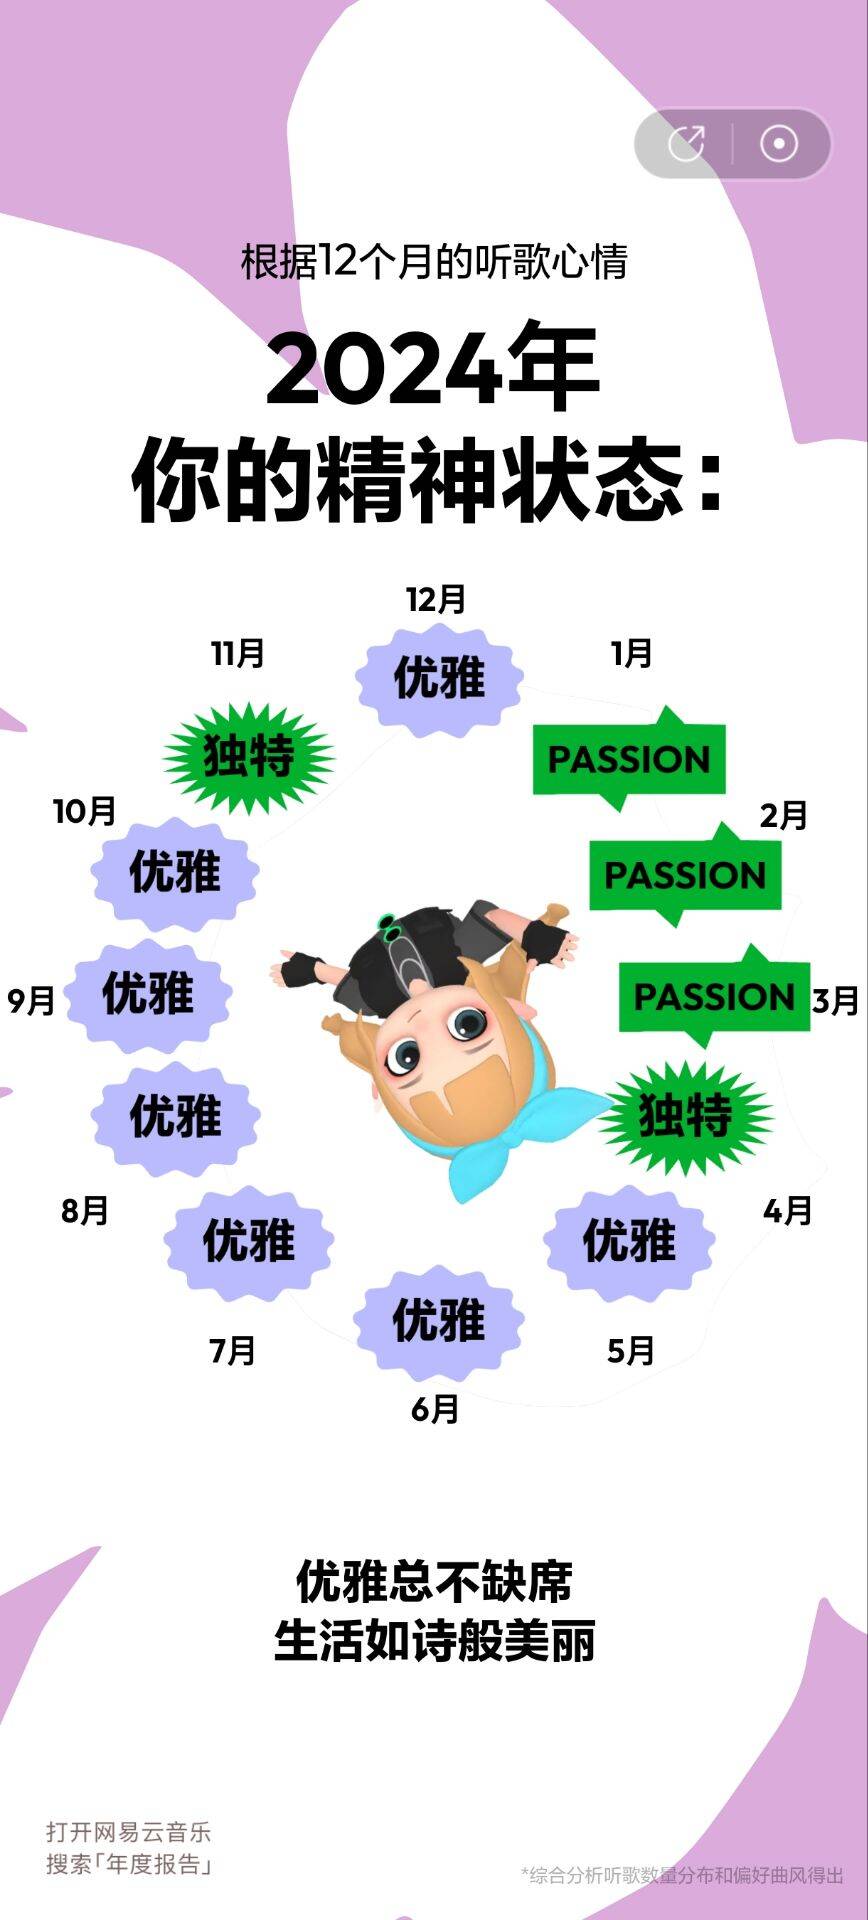 根据12个月的听歌心情
2024年
你的精神状态：
12月
优雅
1月
PASSION
2月
PASSION
3月
PASSION
4月
独特
5月
优雅
6月
优雅
7月
优雅
8月
优雅
9月
优雅
10月
优雅
11月
独特
优雅总不缺席
生活如诗般美丽
打开网易云音乐
搜索「年度报告」
*综合分析听歌数量分布和偏好曲风得出